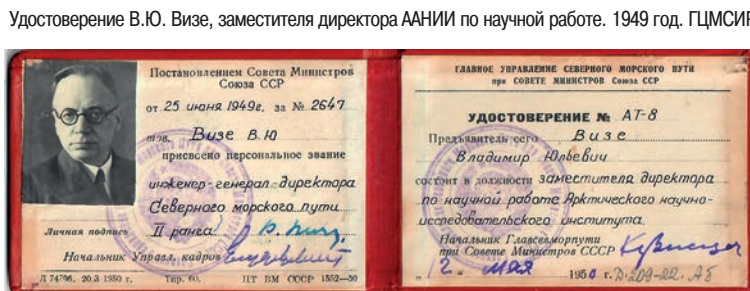 Удостоверение В.Ю. Визе, заместителя директора ААНИИ по научной работе. 1949 год. ГЦМСИР
Постановлением Совета Министров
Союза ССР
от 25 июня 1949г. за № 2647
тов. Визе В.Ю
присвоено персональное звание
инженер-генерал-директора
Северного морского пути
II ранга
Личная подпись
Начальник Управл. кадров
Л 74796, 20.3 1950 г. Тир. 60. ЦТ ВМ СССР 1552—50
ГЛАВНОЕ УПРАВЛЕНИЕ СЕВЕРНОГО МОРСКОГО ПУТИ
при СОВЕТЕ МИНИСТРОВ Союза ССР
УДОСТОВЕРЕНИЕ № АТ-8
Предъявитель сего Визе
Владимир Юльевич
состоит в должности заместителя директора
по научной работе Арктического научно-
исследовательского института.
Начальник Главсевморпути
при Совете Министров СССР
"2" мая 1950 г.